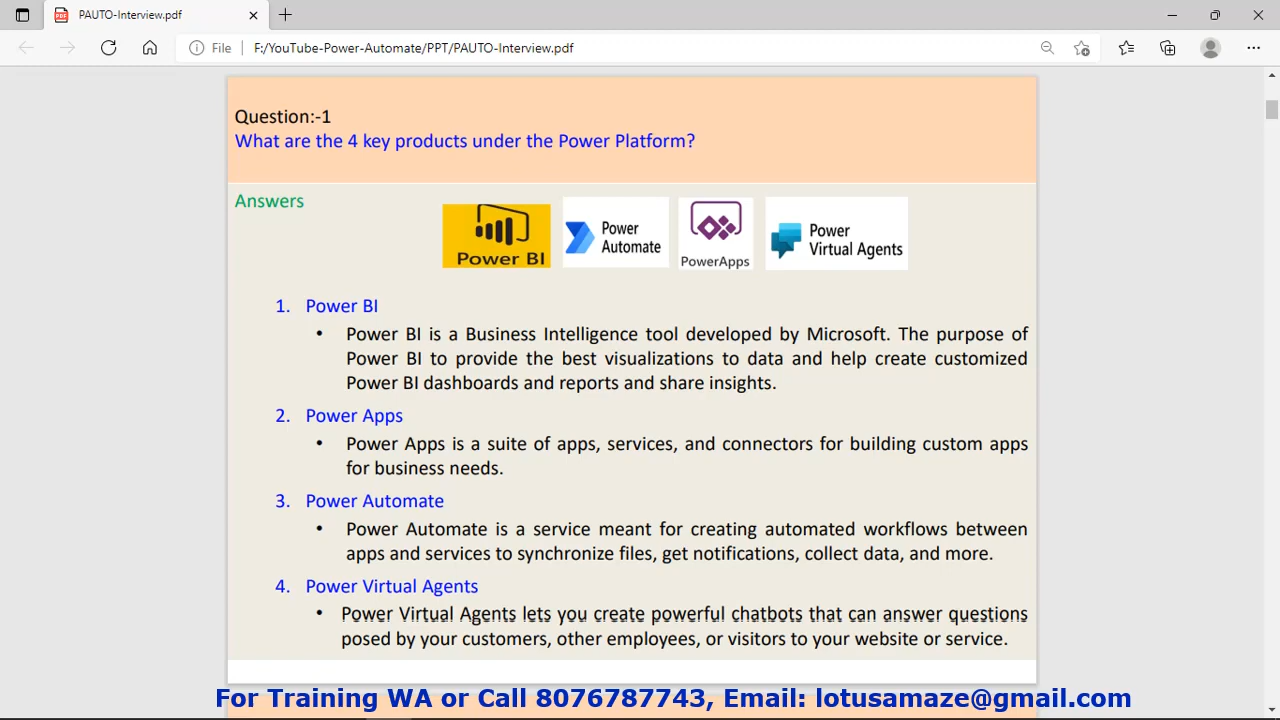 PAUTO-Interview.pdf
File
F:/YouTube-Power-Automate/PPT/PAUTO-Interview.pdf
Question:-1
What are the 4 key products under the Power Platform?
Answers
Power BI
Power
Automate
PowerApps
Power
Virtual Agents
1. Power BI
• Power BI is a Business Intelligence tool developed by Microsoft. The purpose of
Power BI to provide the best visualizations to data and help create customized
Power BI dashboards and reports and share insights.
2. Power Apps
• Power Apps is a suite of apps, services, and connectors for building custom apps
for business needs.
3. Power Automate
• Power Automate is a service meant for creating automated workflows between
apps and services to synchronize files, get notifications, collect data, and more.
4. Power Virtual Agents
• Power Virtual Agents lets you create powerful chatbots that can answer questions
posed by your customers, other employees, or visitors to your website or service.
For Training WA or Call 8076787743, Email: lotusamaze@gmail.com